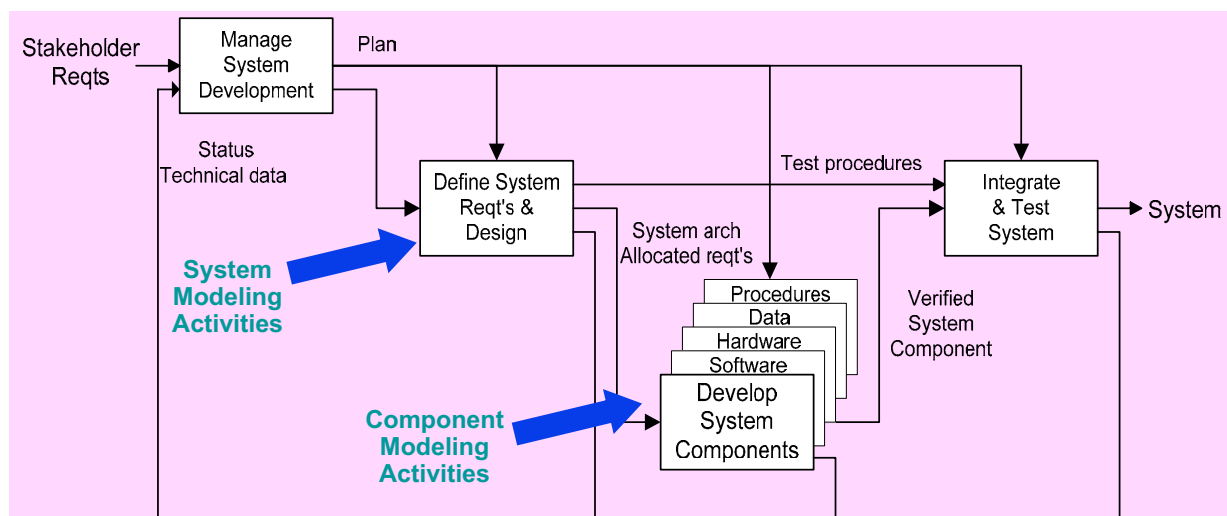 Stakeholder
Reqts
Manage
System
Development
Plan
Status
Technical data
Define System
Reqt's &
Design
Test procedures
Integrate
& Test
System
System
System arch
Allocated reqt's
System
Modeling
Activities
Procedures
Data
Hardware
Software
Develop
System
Components
Verified
System
Component
Component
Modeling
Activities